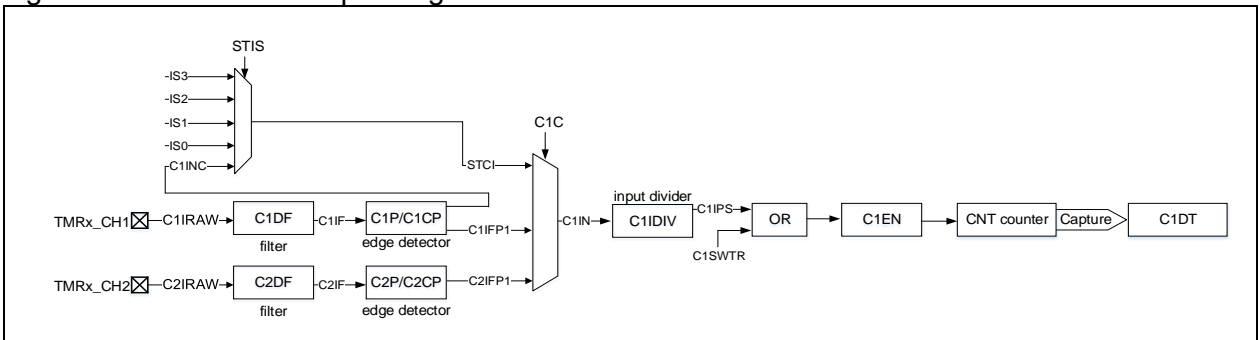 STIS
-IS3
-IS2
-IS1
-IS0
C1INC
C1C
STCI
TMRx_CH1 C1IRAW C1DF C1IF C1P/C1CP C1IFP1
filter edge detector
C1IN
input divider
C1IDIV
C1IPS
C1SWTR
OR
C1EN
CNT counter
Capture
C1DT
TMRx_CH2 C2IRAW C2DF C2IF C2P/C2CP C2IFP1
filter edge detector